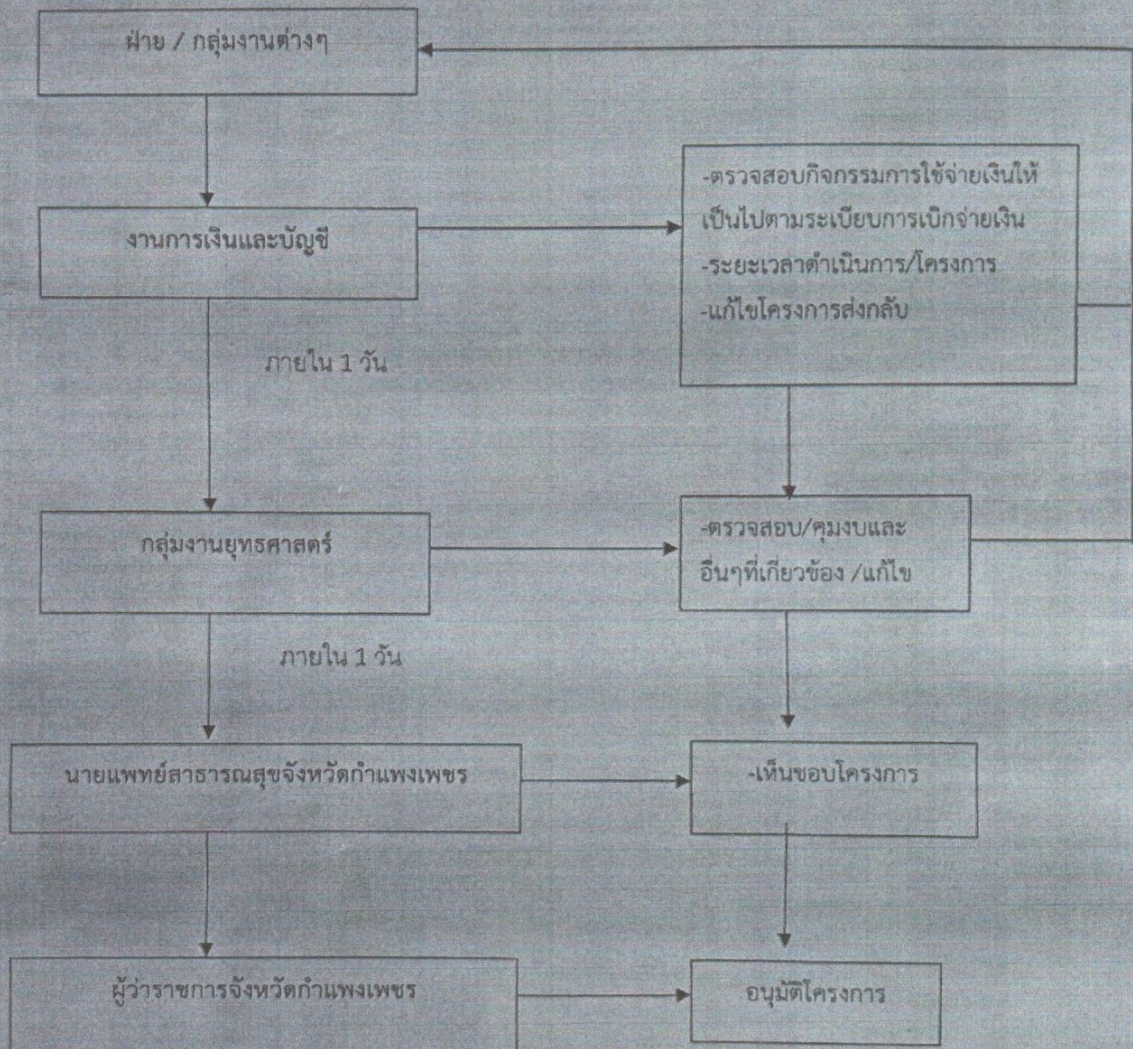 ฝ่าย / กลุ่มงานต่างๆ
งานการเงินและบัญชี
-ตรวจสอบกิจกรรมการใช้จ่ายเงินให้
เป็นไปตามระเบียบการเบิกจ่ายเงิน
-ระยะเวลาดำเนินการ/โครงการ
-แก้ไขโครงการส่งกลับ
ภายใน 1 วัน
กลุ่มงานยุทธศาสตร์
-ตรวจสอบ/คุมงบและ
อื่นๆที่เกี่ยวข้อง /แก้ไข
ภายใน 1 วัน
นายแพทย์สาธารณสุขจังหวัดกำแพงเพชร
-เห็นชอบโครงการ
ผู้ว่าราชการจังหวัดกำแพงเพชร
อนุมัติโครงการ